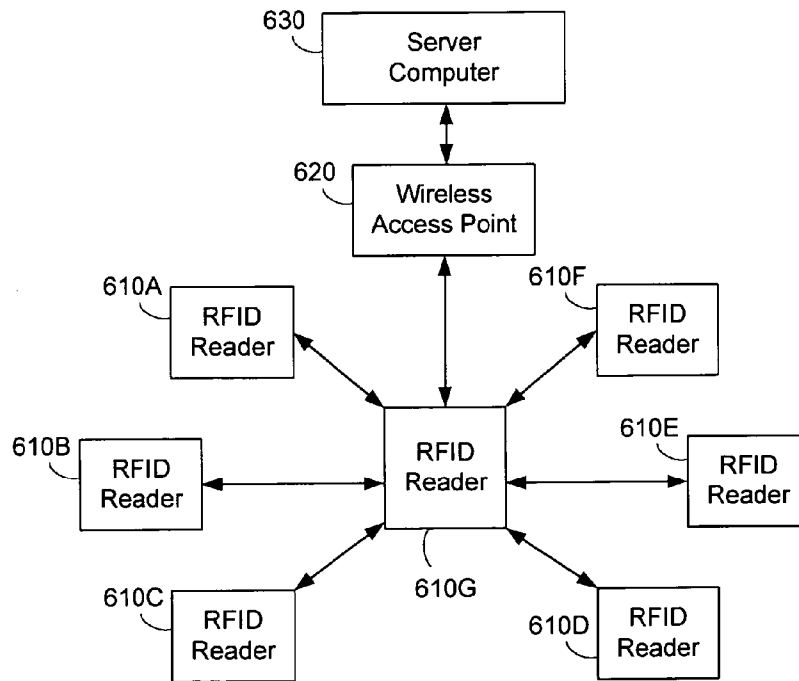 630
Server
Computer
620
Wireless
Access Point
610A
RFID
Reader
610F
RFID
Reader
610B
RFID
Reader
RFID
Reader
610E
RFID
Reader
610C
RFID
Reader
610G
610D
RFID
Reader